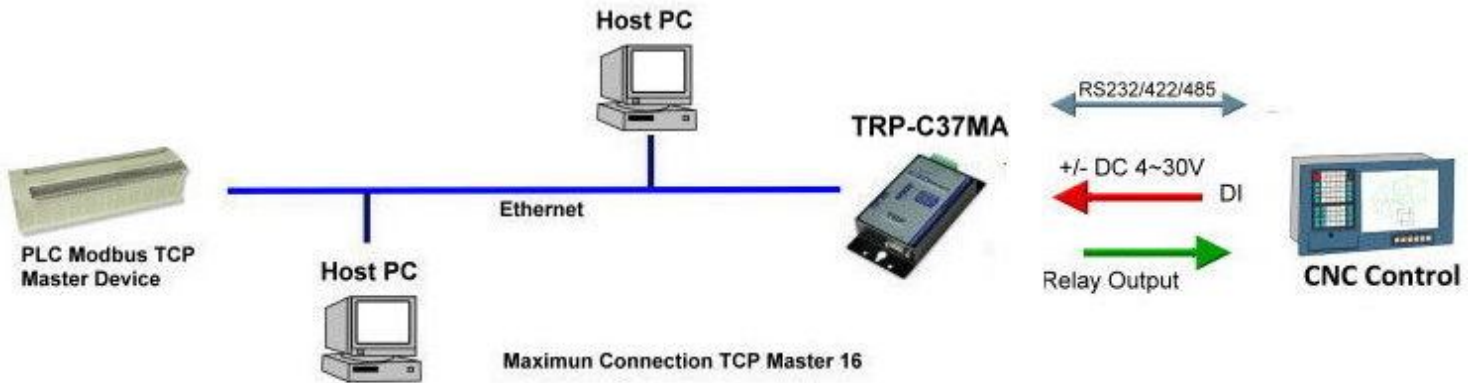 Host PC
RS232/422/485
TRP-C37MA
+/- DC 4~30V
DI
Ethernet
PLC Modbus TCP
Master Device
Host PC
Relay Output
CNC Control
Maximun Connection TCP Master 16